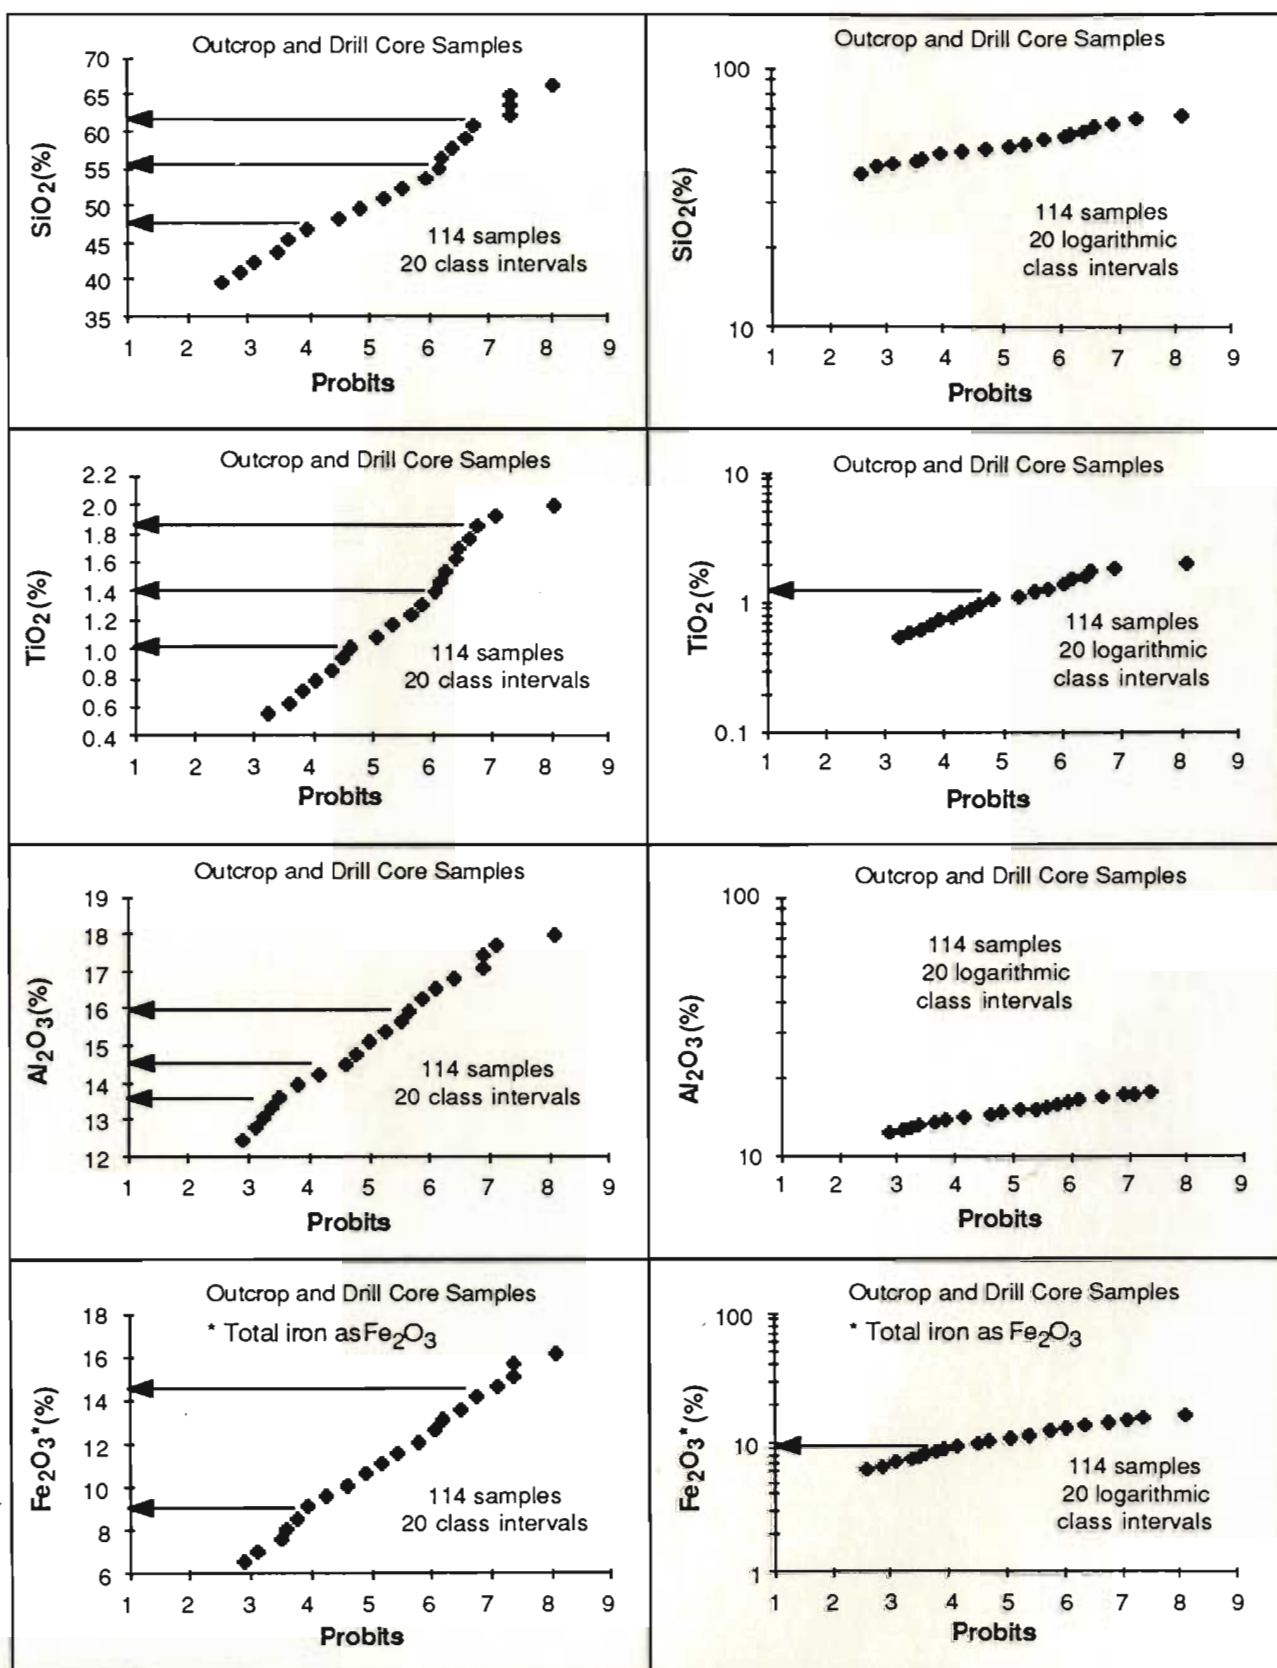 Outcrop and Drill Core Samples
70
65
60
55
50
45
40
35
SiO2(%)
114 samples
20 class intervals
1 2 3 4 5 6 7 8 9
Probits
Outcrop and Drill Core Samples
100
10
SiO2(%)
114 samples
20 logarithmic
class intervals
1 2 3 4 5 6 7 8 9
Probits
Outcrop and Drill Core Samples
2.2
2.0
1.8
1.6
1.4
1.2
1.0
0.8
0.6
0.4
TiO2(%)
114 samples
20 class intervals
1 2 3 4 5 6 7 8 9
Probits
Outcrop and Drill Core Samples
10
1
0.1
TiO2(%)
114 samples
20 logarithmic
class intervals
1 2 3 4 5 6 7 8 9
Probits
Outcrop and Drill Core Samples
19
18
17
16
15
14
13
12
Al2O3(%)
114 samples
20 class intervals
1 2 3 4 5 6 7 8 9
Probits
Outcrop and Drill Core Samples
100
10
Al2O3(%)
114 samples
20 logarithmic
class intervals
1 2 3 4 5 6 7 8 9
Probits
Outcrop and Drill Core Samples
* Total iron as Fe2O3
18
16
14
12
10
8
6
Fe2O3*(%)
114 samples
20 class intervals
1 2 3 4 5 6 7 8 9
Probits
Outcrop and Drill Core Samples
* Total iron as Fe2O3
100
10
1
Fe2O3*(%)
114 samples
20 logarithmic
class intervals
1 2 3 4 5 6 7 8 9
Probits